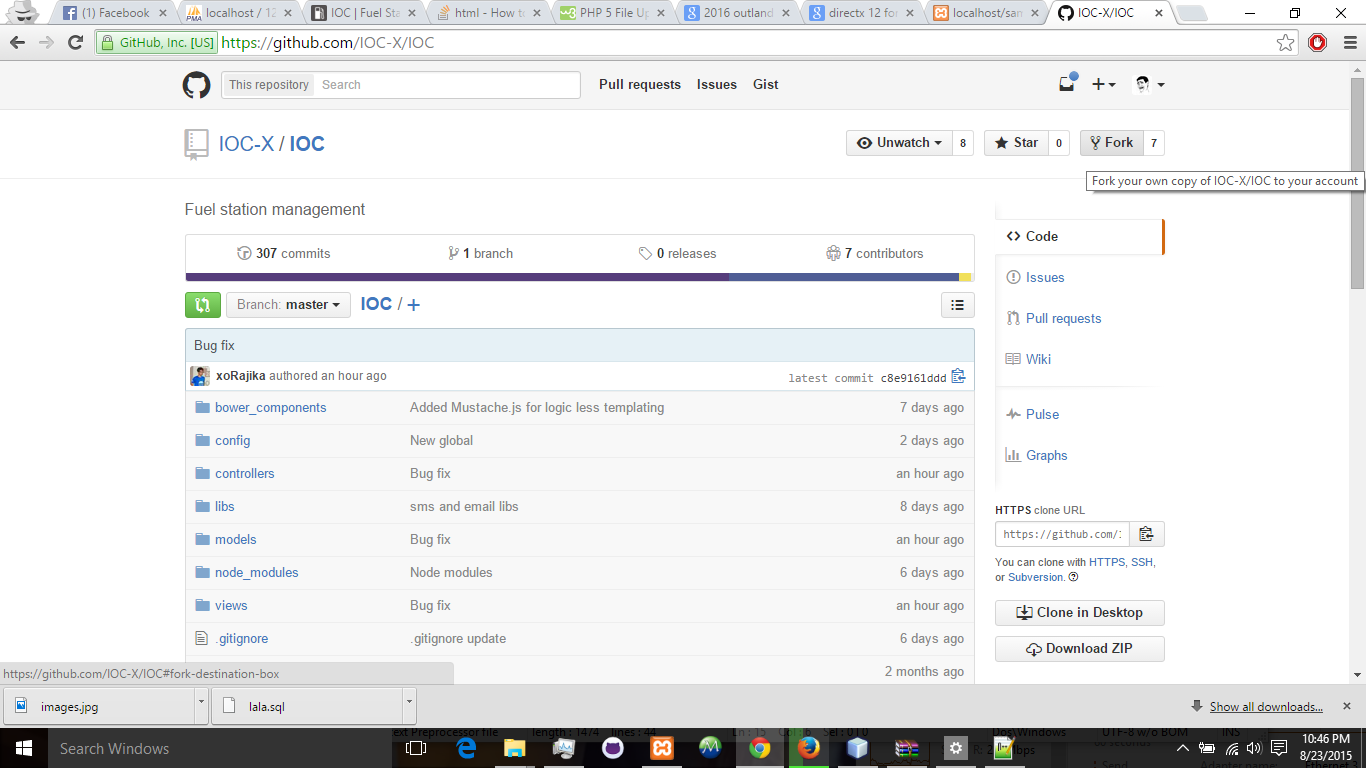 (1) Facebook
localhost / 12
IOC | Fuel Sta
html - How to
PHP 5 File Up
2016 outland
directx 12 for
localhost/san
IOC-X/IOC
GitHub, Inc. [US] https://github.com/IOC-X/IOC
This repository Search Pull requests Issues Gist
IOC-X / IOC
Unwatch 8 Star 0 Fork 7
Fork your own copy of IOC-X/IOC to your account
Fuel station management
307 commits 1 branch 0 releases 7 contributors
Branch: master IOC / +
Bug fix
xoRajika authored an hour ago latest commit c8e9161ddd
bower_components Added Mustache.js for logic less templating 7 days ago
config New global 2 days ago
controllers Bug fix an hour ago
libs sms and email libs 8 days ago
models Bug fix an hour ago
node_modules Node modules 6 days ago
views Bug fix an hour ago
.gitignore .gitignore update 6 days ago
2 months ago
Code
Issues
Pull requests
Wiki
Pulse
Graphs
HTTPS clone URL
https://github.com/
You can clone with HTTPS, SSH,
or Subversion.
Clone in Desktop
Download ZIP
https://github.com/IOC-X/IOC#fork-destination-box
images.jpg
lala.sql
Show all downloads...
Search Windows
10:46 PM
8/23/2015